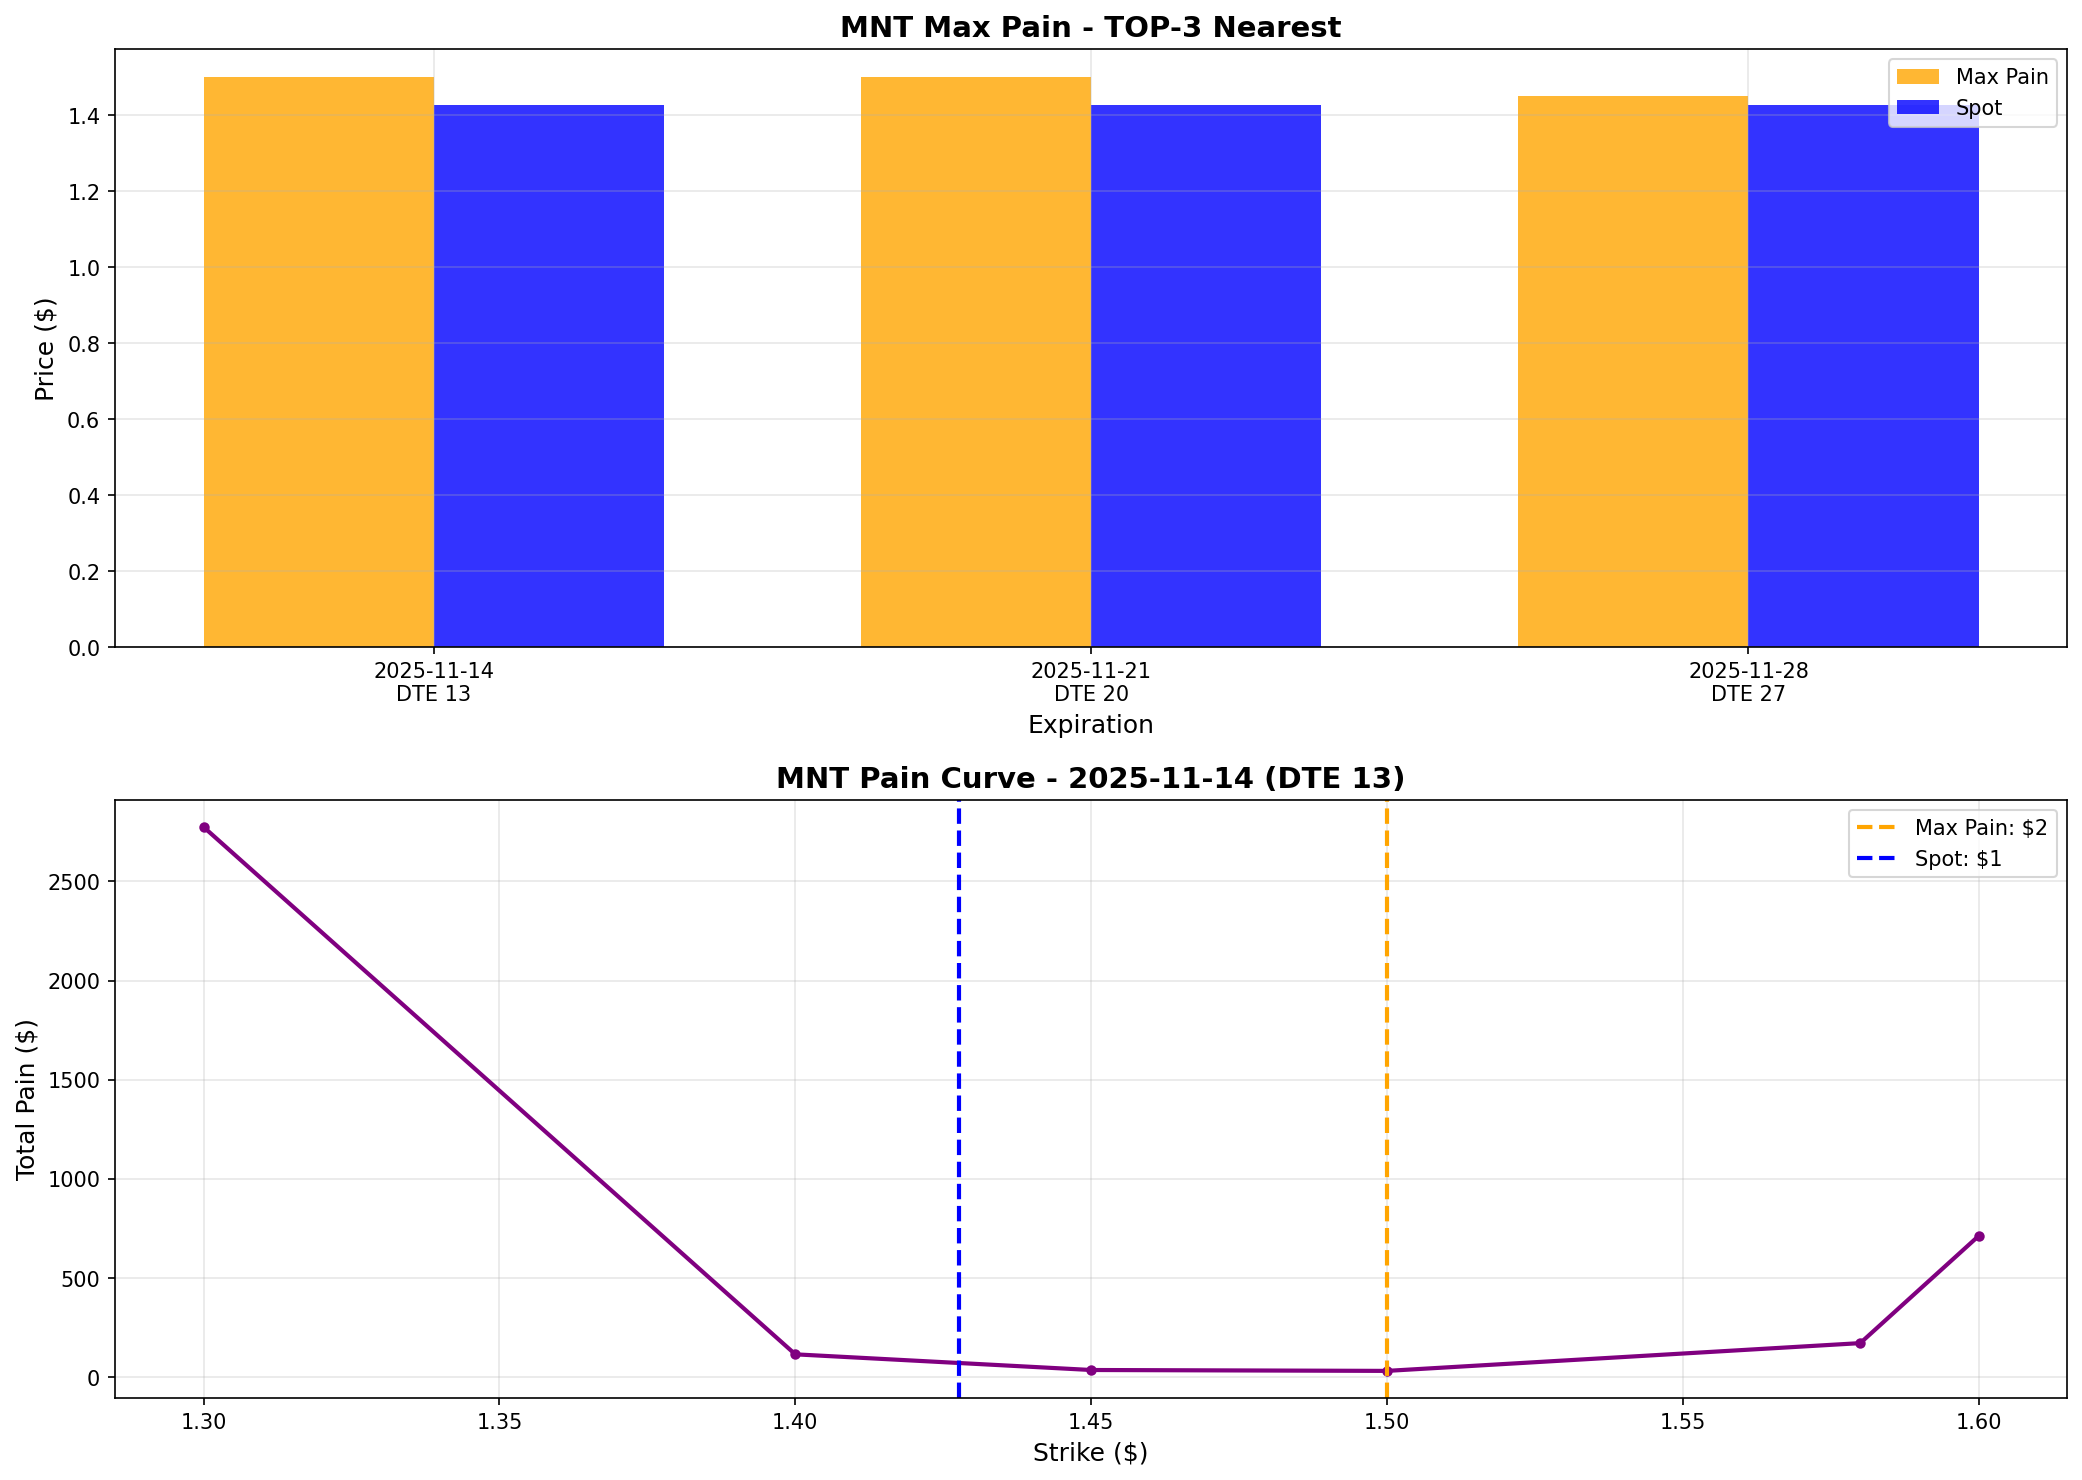 MNT Max Pain - TOP-3 Nearest
Max Pain
Spot
Price ($)
1.4
1.2
1.0
0.8
0.6
0.4
0.2
0.0
2025-11-14
DTE 13
2025-11-21
DTE 20
2025-11-28
DTE 27
Expiration
MNT Pain Curve - 2025-11-14 (DTE 13)
Max Pain: $2
Spot: $1
Total Pain ($)
2500
2000
1500
1000
500
0
1.30
1.35
1.40
1.45
1.50
1.55
1.60
Strike ($)